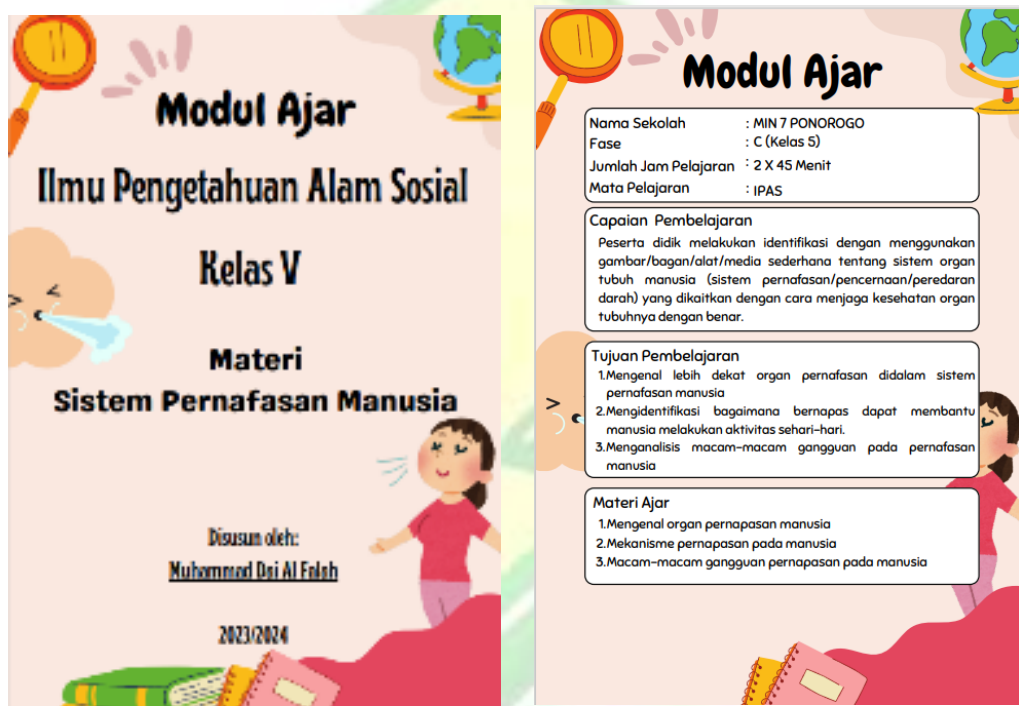 Modul Ajar
Ilmu Pengetahuan Alam Sosial
Kelas V
Materi
Sistem Pernafasan Manusia
Disusun oleh:
Muhammad Dsi Al Falah
2023/2024
Modul Ajar
Nama Sekolah : MIN 7 PONOROGO
Fase : C (Kelas 5)
Jumlah Jam Pelajaran : 2 X 45 Menit
Mata Pelajaran : IPAS
Capaian Pembelajaran
Peserta didik melakukan identifikasi dengan menggunakan
gambar/bagan/alat/media sederhana tentang sistem organ
tubuh manusia (sistem pernafasan/pencernaan/peredaran
darah) yang dikaitkan dengan cara menjaga kesehatan organ
tubuhnya dengan benar.
Tujuan Pembelajaran
1.Mengenal lebih dekat organ pernafasan didalam sistem
pernafasan manusia
2.Mengidentifikasi bagaimana bernapas dapat membantu
manusia melakukan aktivitas sehari-hari.
3.Menganalisis macam-macam gangguan pada pernafasan
manusia
Materi Ajar
1.Mengenal organ pernapasan manusia
2.Mekanisme pernapasan pada manusia
3.Macam-macam gangguan pernapasan pada manusia